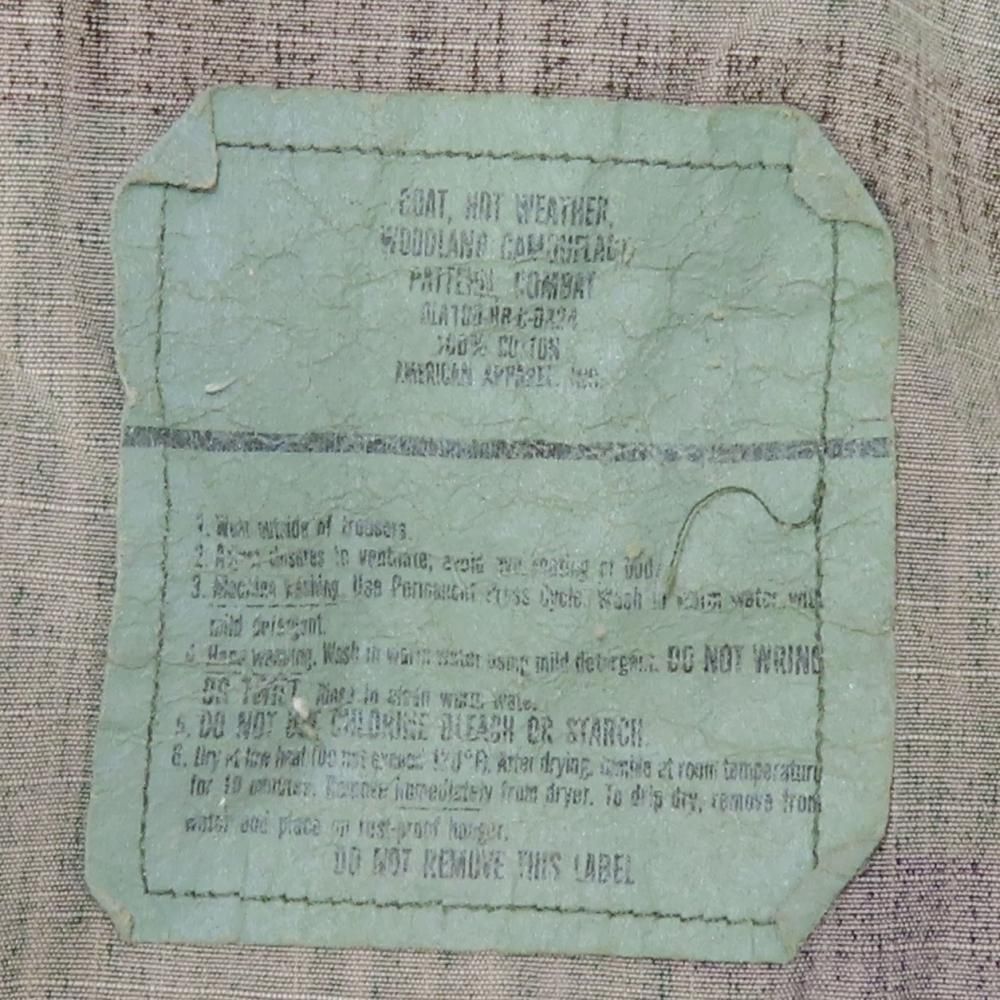 COAT, HOT WEATHER,
WOODLAND CAMOUFLAGE
PATTERN, COMBAT
100% COTTON
AMERICAN APPAREL, INC.
1. Wear outside of trousers.
2. Adjust closures to ventilate, avoid overheating of body.
3. Machine washing. Use Permanent Press Cycle. Wash in warm water with
mild detergent.
4. Hand washing. Wash in warm water using mild detergent. DO NOT WRING
OR TWIST. Rinse in clean warm water.
5. DO NOT USE CHLORINE BLEACH OR STARCH.
6. Dry at low heat (Do not exceed 130°F). After drying, tumble at room temperature
for 10 minutes. Remove immediately from dryer. To drip dry, remove from
water and place on rust-proof hanger.
DO NOT REMOVE THIS LABEL